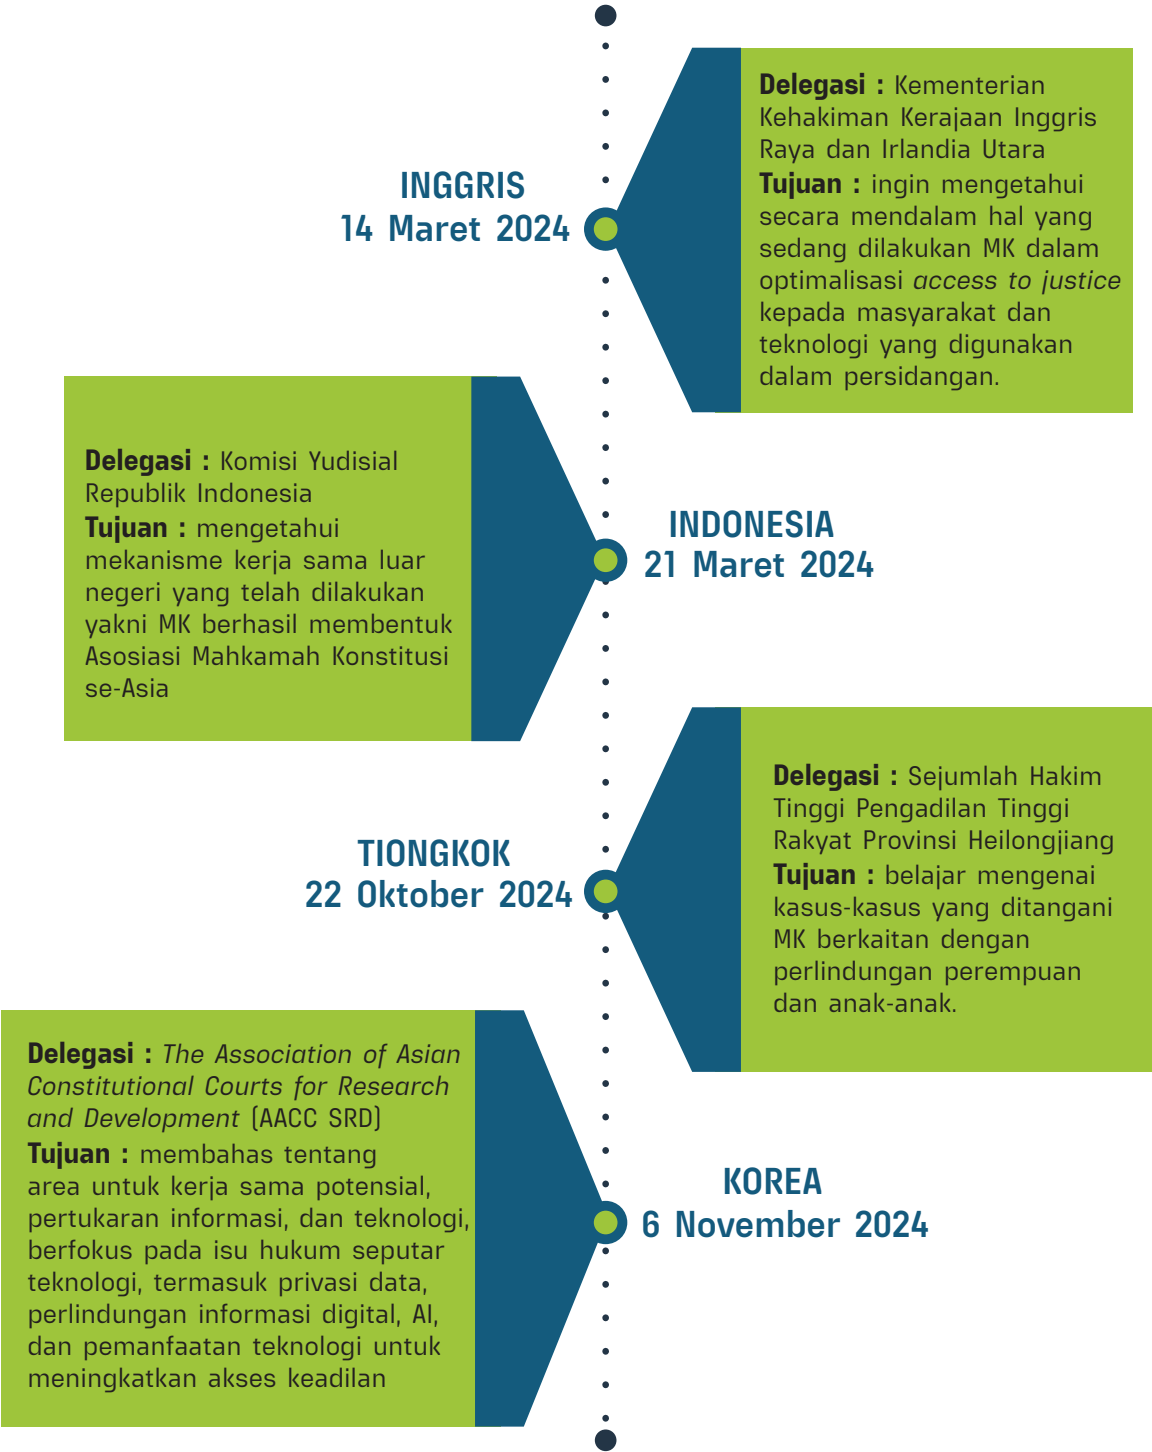 INGGRIS
14 Maret 2024
Delegasi : Kementerian
Kehakiman Kerajaan Inggris
Raya dan Irlandia Utara
Tujuan : ingin mengetahui
secara mendalam hal yang
sedang dilakukan MK dalam
optimalisasi access to justice
kepada masyarakat dan
teknologi yang digunakan
dalam persidangan.
INDONESIA
21 Maret 2024
Delegasi : Komisi Yudisial
Republik Indonesia
Tujuan : mengetahui
mekanisme kerja sama luar
negeri yang telah dilakukan
yakni MK berhasil membentuk
Asosiasi Mahkamah Konstitusi
se-Asia
TIONGKOK
22 Oktober 2024
Delegasi : Sejumlah Hakim
Tinggi Pengadilan Tinggi
Rakyat Provinsi Heilongjiang
Tujuan : belajar mengenai
kasus-kasus yang ditangani
MK berkaitan dengan
perlindungan perempuan
dan anak-anak.
KOREA
6 November 2024
Delegasi : The Association of Asian
Constitutional Courts for Research
and Development (AACC SRD)
Tujuan : membahas tentang
area untuk kerja sama potensial,
pertukaran informasi, dan teknologi,
berfokus pada isu hukum seputar
teknologi, termasuk privasi data,
perlindungan informasi digital, AI,
dan pemanfaatan teknologi untuk
meningkatkan akses keadilan